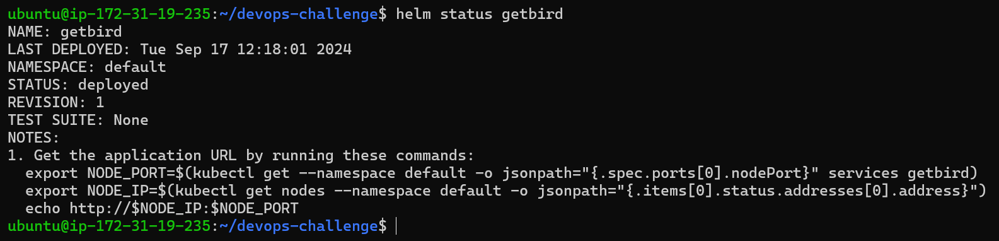 ubuntu@ip-172-31-19-235:~/devops-challenge$ helm status getbird
NAME: getbird
LAST DEPLOYED: Tue Sep 17 12:18:01 2024
NAMESPACE: default
STATUS: deployed
REVISION: 1
TEST SUITE: None
NOTES:
1. Get the application URL by running these commands:
  export NODE_PORT=$(kubectl get --namespace default -o jsonpath="{.spec.ports[0].nodePort}" services getbird)
  export NODE_IP=$(kubectl get nodes --namespace default -o jsonpath="{.items[0].status.addresses[0].address}")
  echo http://$NODE_IP:$NODE_PORT
ubuntu@ip-172-31-19-235:~/devops-challenge$